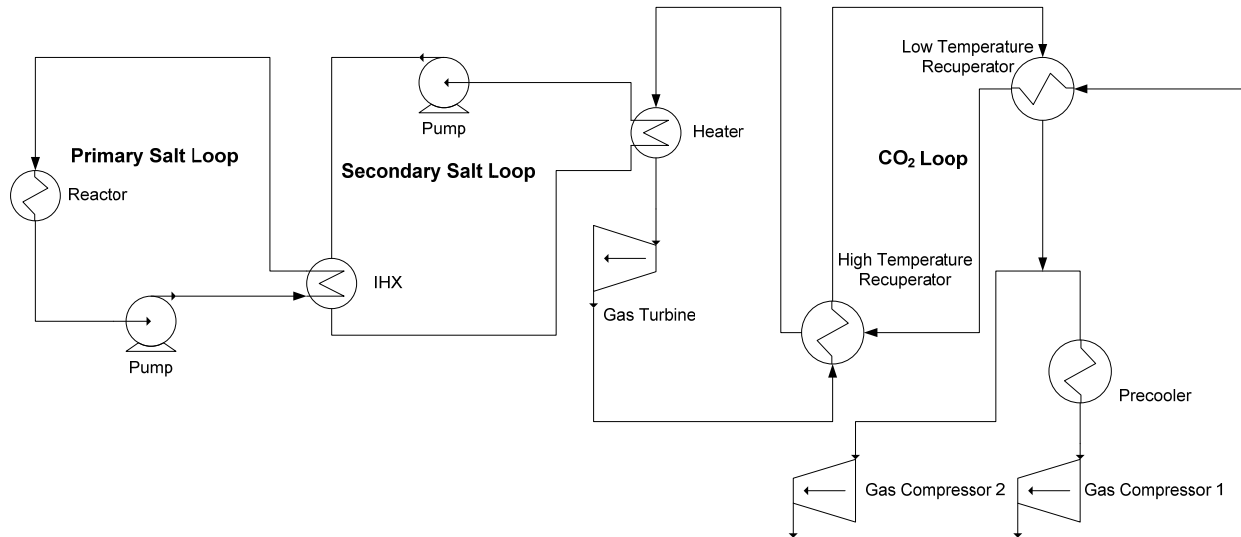 Low Temperature
Recuperator
Pump
Heater
Primary Salt Loop
Secondary Salt Loop
CO₂ Loop
Reactor
High Temperature
Recuperator
IHX
Gas Turbine
Pump
Precooler
Gas Compressor 2
Gas Compressor 1